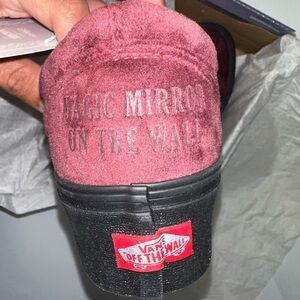 MAGIC MIRROR
ON THE WALL
VANS
"OFF THE WALL"